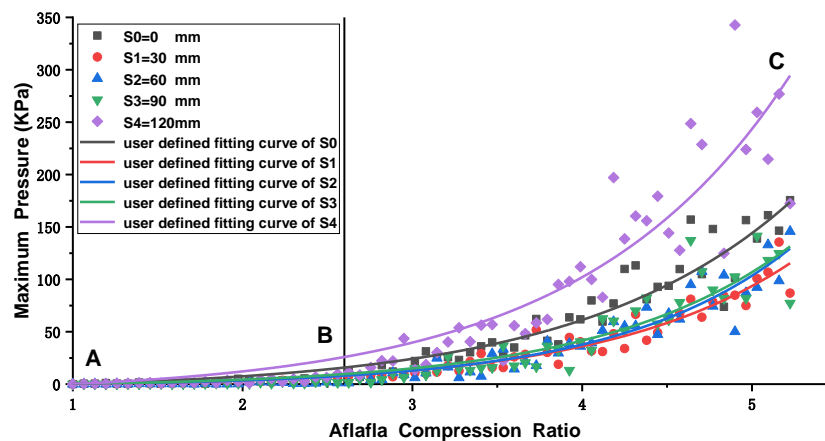 350
300
250
200
150
100
50
0
Maximum Pressure (KPa)
S0=0 mm
S1=30 mm
S2=60 mm
S3=90 mm
S4=120mm
user defined fitting curve of S0
user defined fitting curve of S1
user defined fitting curve of S2
user defined fitting curve of S3
user defined fitting curve of S4
A
B
C
1 2 3 4 5
Aflafla Compression Ratio